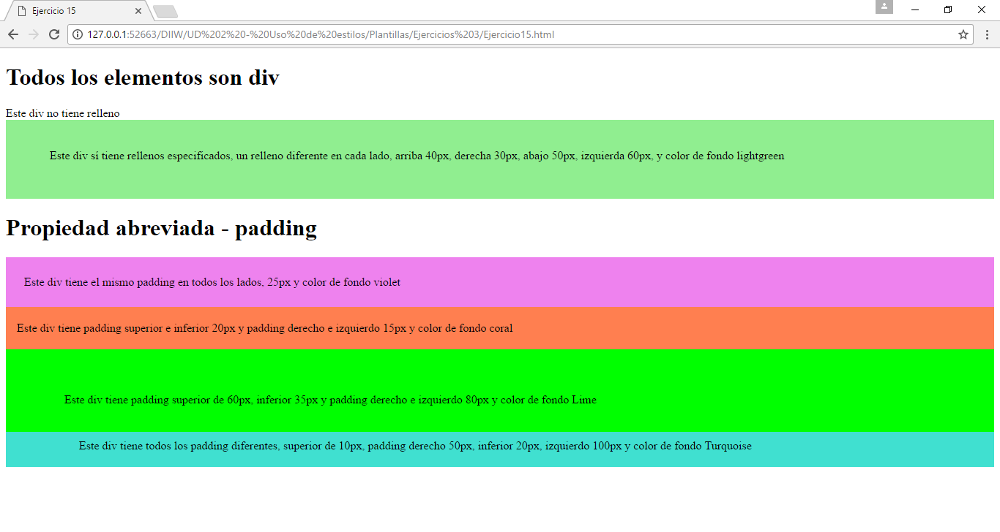 Ejercicio 15
127.0.0.1:52663/DIIW/UD%202%20-%20Uso%20de%20estilos/Plantillas/Ejercicios%203/Ejercicio15.html
Todos los elementos son div
Este div no tiene relleno
Este div sí tiene rellenos especificados, un relleno diferente en cada lado, arriba 40px, derecha 30px, abajo 50px, izquierda 60px, y color de fondo lightgreen
Propiedad abreviada - padding
Este div tiene el mismo padding en todos los lados, 25px y color de fondo violet
Este div tiene padding superior e inferior 20px y padding derecho e izquierdo 15px y color de fondo coral
Este div tiene padding superior de 60px, inferior 35px y padding derecho e izquierdo 80px y color de fondo Lime
Este div tiene todos los padding diferentes, superior de 10px, padding derecho 50px, inferior 20px, izquierdo 100px y color de fondo Turquoise